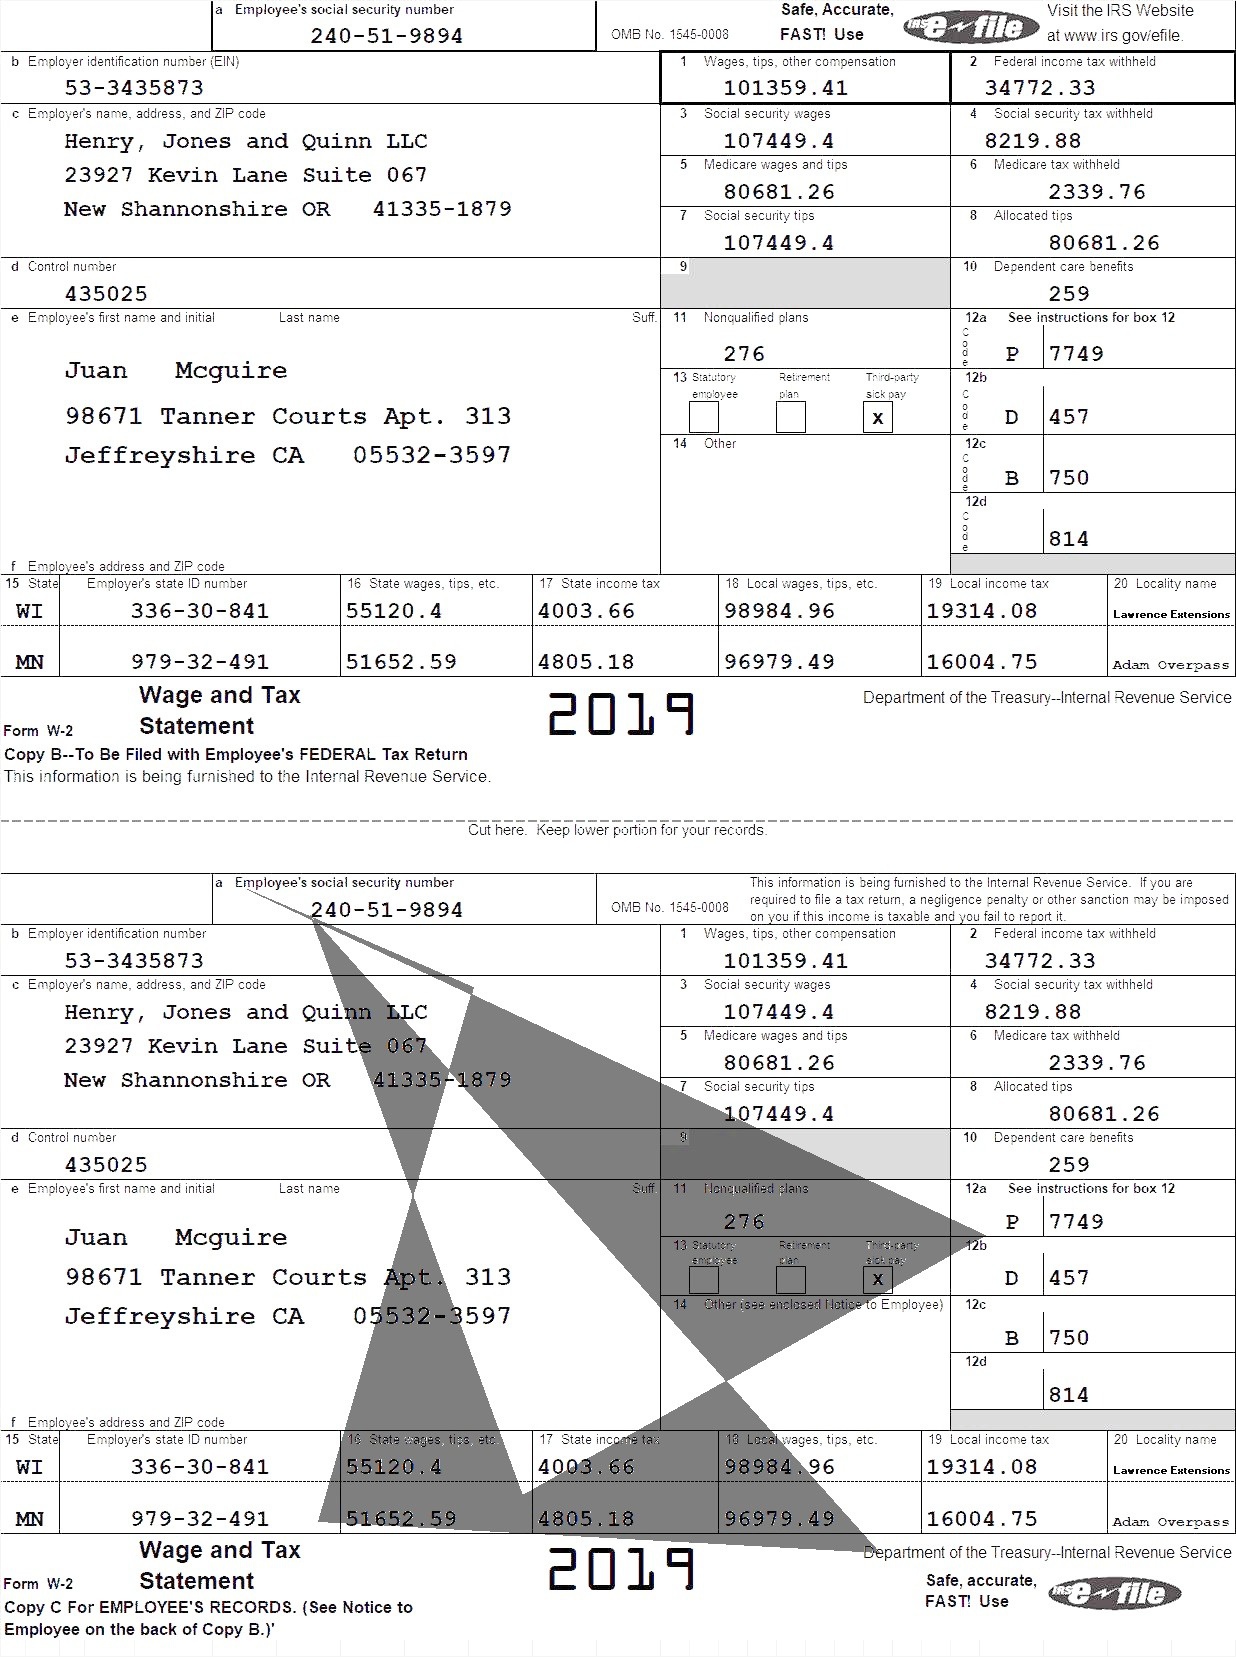 a Employee's social security number
240-51-9894
OMB No. 1545-0008
Safe, Accurate,
FAST! Use
IRS e-file
Visit the IRS Website
at www.irs.gov/efile.
b Employer identification number (EIN)
53-3435873
1 Wages, tips, other compensation
101359.41
2 Federal income tax withheld
34772.33
c Employer's name, address, and ZIP code
Henry, Jones and Quinn LLC
23927 Kevin Lane Suite 067
New Shannonshire OR 41335-1879
3 Social security wages
107449.4
4 Social security tax withheld
8219.88
5 Medicare wages and tips
80681.26
6 Medicare tax withheld
2339.76
7 Social security tips
107449.4
8 Allocated tips
80681.26
d Control number
435025
9
10 Dependent care benefits
259
e Employee's first name and initial Last name Suff.
Juan Mcguire
98671 Tanner Courts Apt. 313
Jeffreyshire CA 05532-3597
11 Nonqualified plans
276
12a See instructions for box 12
Code P 7749
13 Statutory employee Retirement plan Third-party sick pay
X
12b
Code D 457
14 Other
12c
Code B 750
12d
Code 814
f Employee's address and ZIP code
15 State Employer's state ID number 16 State wages, tips, etc. 17 State income tax 18 Local wages, tips, etc. 19 Local income tax 20 Locality name
WI 336-30-841 55120.4 4003.66 98984.96 19314.08 Lawrence Extensions
MN 979-32-491 51652.59 4805.18 96979.49 16004.75 Adam Overpass
Form W-2 Wage and Tax Statement
2019
Department of the Treasury--Internal Revenue Service
Copy B--To Be Filed with Employee's FEDERAL Tax Return
This information is being furnished to the Internal Revenue Service.
Cut here. Keep lower portion for your records.
a Employee's social security number
240-51-9894
OMB No. 1545-0008
This information is being furnished to the Internal Revenue Service. If you are
required to file a tax return, a negligence penalty or other sanction may be imposed
on you if this income is taxable and you fail to report it.
b Employer identification number
53-3435873
1 Wages, tips, other compensation
101359.41
2 Federal income tax withheld
34772.33
c Employer's name, address, and ZIP code
Henry, Jones and Quinn LLC
23927 Kevin Lane Suite 067
New Shannonshire OR 41335-1879
3 Social security wages
107449.4
4 Social security tax withheld
8219.88
5 Medicare wages and tips
80681.26
6 Medicare tax withheld
2339.76
7 Social security tips
107449.4
8 Allocated tips
80681.26
d Control number
435025
9
10 Dependent care benefits
259
e Employee's first name and initial Last name Suff.
Juan Mcguire
98671 Tanner Courts Apt. 313
Jeffreyshire CA 05532-3597
11 Nonqualified plans
276
12a See instructions for box 12
P 7749
13 Statutory employee Retirement plan Third-party sick pay
X
12b
D 457
14 Other (see enclosed Notice to Employee)
12c
B 750
12d
814
f Employee's address and ZIP code
15 State Employer's state ID number 16 State wages, tips, etc. 17 State income tax 18 Local wages, tips, etc. 19 Local income tax 20 Locality name
WI 336-30-841 55120.4 4003.66 98984.96 19314.08 Lawrence Extensions
MN 979-32-491 51652.59 4805.18 96979.49 16004.75 Adam Overpass
Form W-2 Wage and Tax Statement
2019
Department of the Treasury--Internal Revenue Service
Safe, accurate,
FAST! Use
IRS e-file
Copy C For EMPLOYEE'S RECORDS. (See Notice to
Employee on the back of Copy B.)'